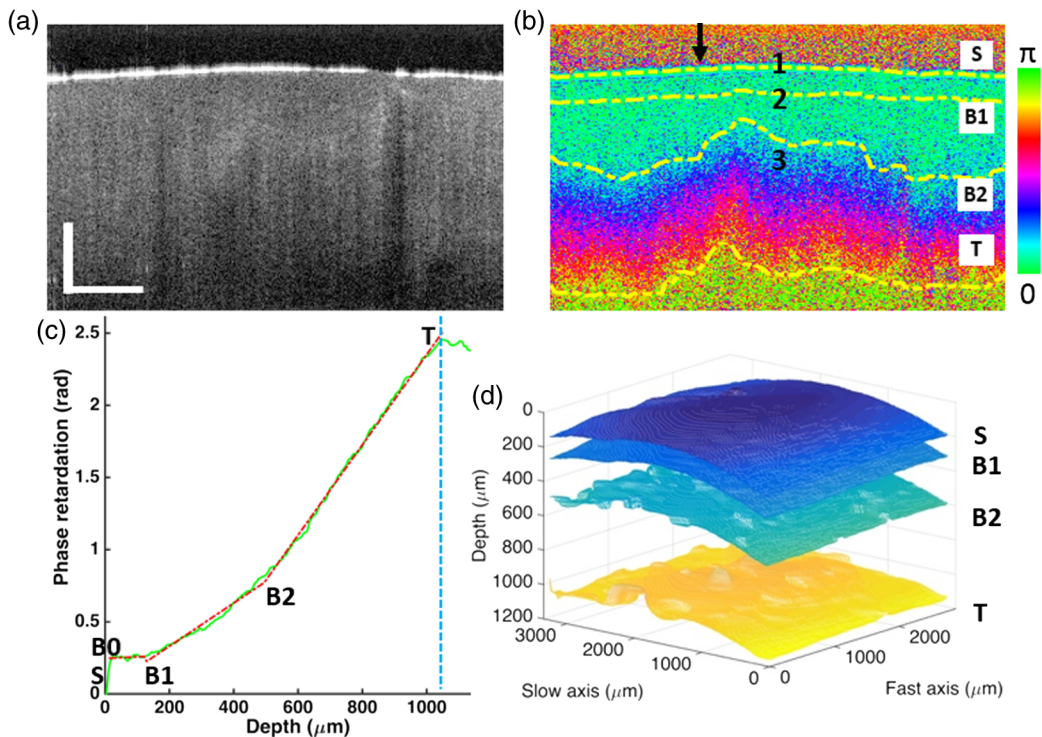 (a)
(b)
1
2
3
S
B1
B2
T
π
0
(c)
Phase retardation (rad)
2.5
2
1.5
1
0.5
0
B0
S
B1
B2
T
0 200 400 600 800 1000
Depth (μm)
(d)
Depth (μm)
0
200
400
600
800
1000
1200
S
B1
B2
T
3000 2000 1000 0
Slow axis (μm)
0 1000 2000
Fast axis (μm)